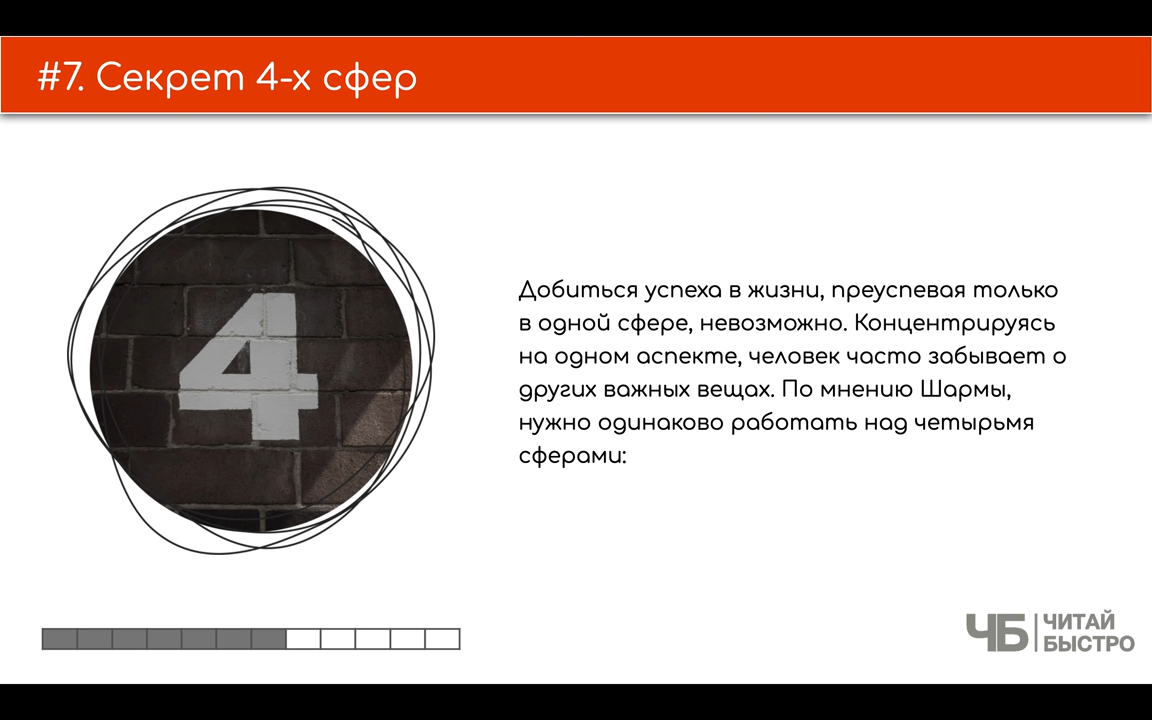 #7. Секрет 4-х сфер
4
Добиться успеха в жизни, преуспевая только
в одной сфере, невозможно. Концентрируясь
на одном аспекте, человек часто забывает о
других важных вещах. По мнению Шармы,
нужно одинаково работать над четырьмя
сферами:
ЧБ
ЧИТАЙ
БЫСТРО